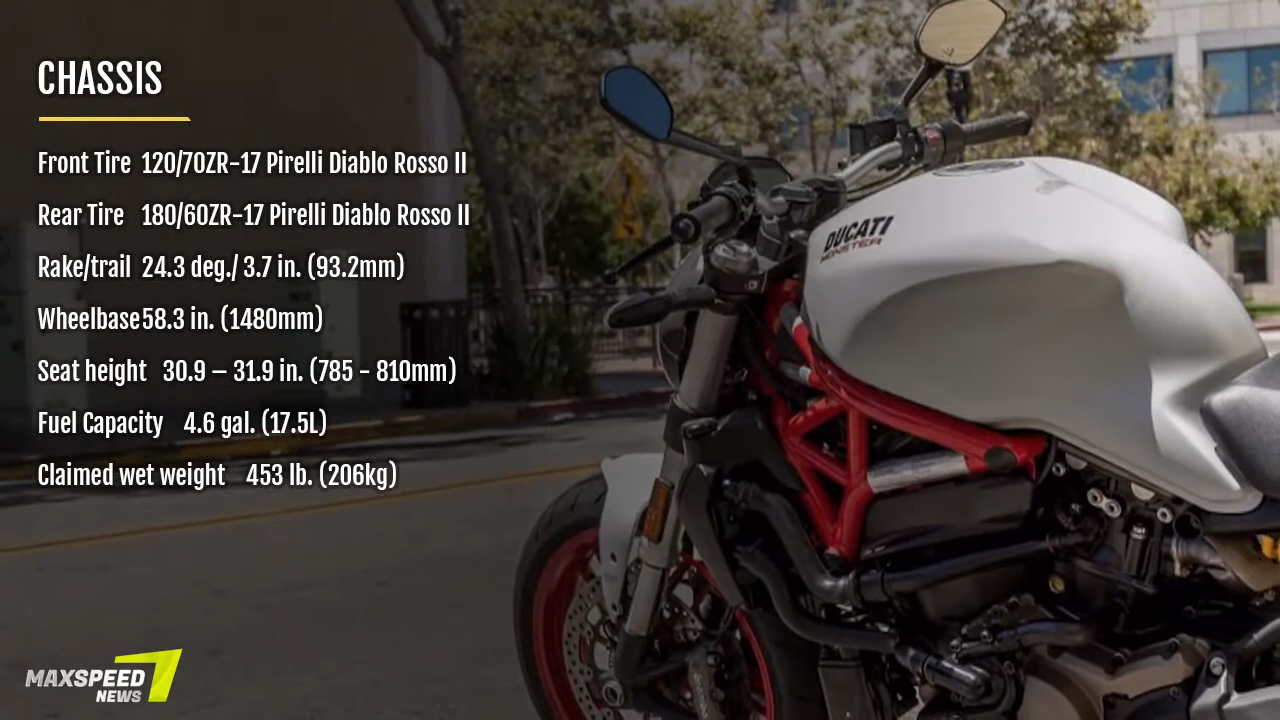 CHASSIS
Front Tire 120/70ZR-17 Pirelli Diablo Rosso II
Rear Tire 180/60ZR-17 Pirelli Diablo Rosso II
Rake/trail 24.3 deg./ 3.7 in. (93.2mm)
Wheelbase 58.3 in. (1480mm)
Seat height 30.9 – 31.9 in. (785 - 810mm)
Fuel Capacity 4.6 gal. (17.5L)
Claimed wet weight 453 lb. (206kg)
DUCATI
MONSTER
MAXSPEED
NEWS